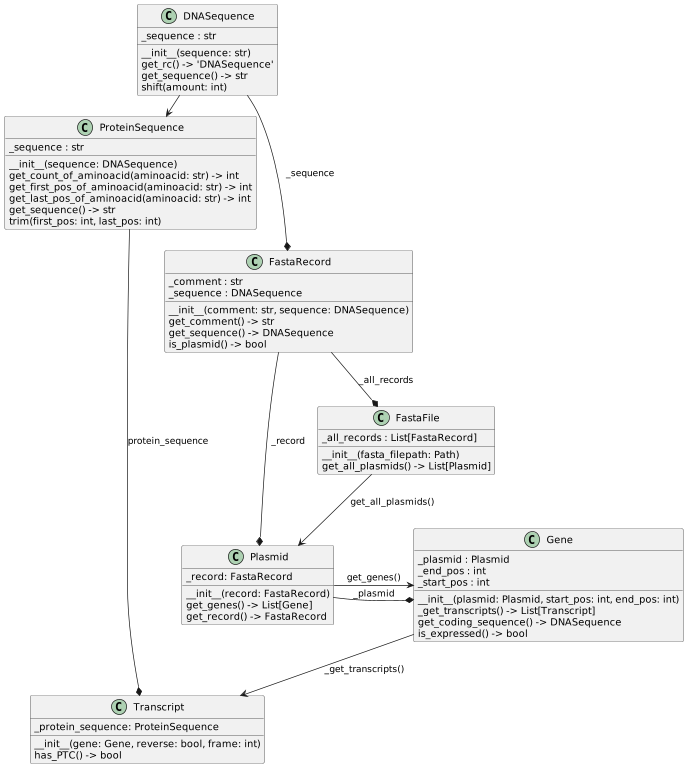 C DNASequence
_sequence : str
__init__(sequence: str)
get_rc() -> 'DNASequence'
get_sequence() -> str
shift(amount: int)
C ProteinSequence
_sequence : str
__init__(sequence: DNASequence)
get_count_of_aminoacid(aminoacid: str) -> int
get_first_pos_of_aminoacid(aminoacid: str) -> int
get_last_pos_of_aminoacid(aminoacid: str) -> int
get_sequence() -> str
trim(first_pos: int, last_pos: int)
_sequence
C FastaRecord
_comment : str
_sequence : DNASequence
__init__(comment: str, sequence: DNASequence)
get_comment() -> str
get_sequence() -> DNASequence
is_plasmid() -> bool
_all_records
C FastaFile
_all_records : List[FastaRecord]
__init__(fasta_filepath: Path)
get_all_plasmids() -> List[Plasmid]
protein_sequence
_record
get_all_plasmids()
C Plasmid
_record: FastaRecord
__init__(record: FastaRecord)
get_genes() -> List[Gene]
get_record() -> FastaRecord
get_genes()
_plasmid
C Gene
_plasmid : Plasmid
_end_pos : int
_start_pos : int
__init__(plasmid: Plasmid, start_pos: int, end_pos: int)
_get_transcripts() -> List[Transcript]
get_coding_sequence() -> DNASequence
is_expressed() -> bool
_get_transcripts()
C Transcript
_protein_sequence: ProteinSequence
__init__(gene: Gene, reverse: bool, frame: int)
has_PTC() -> bool